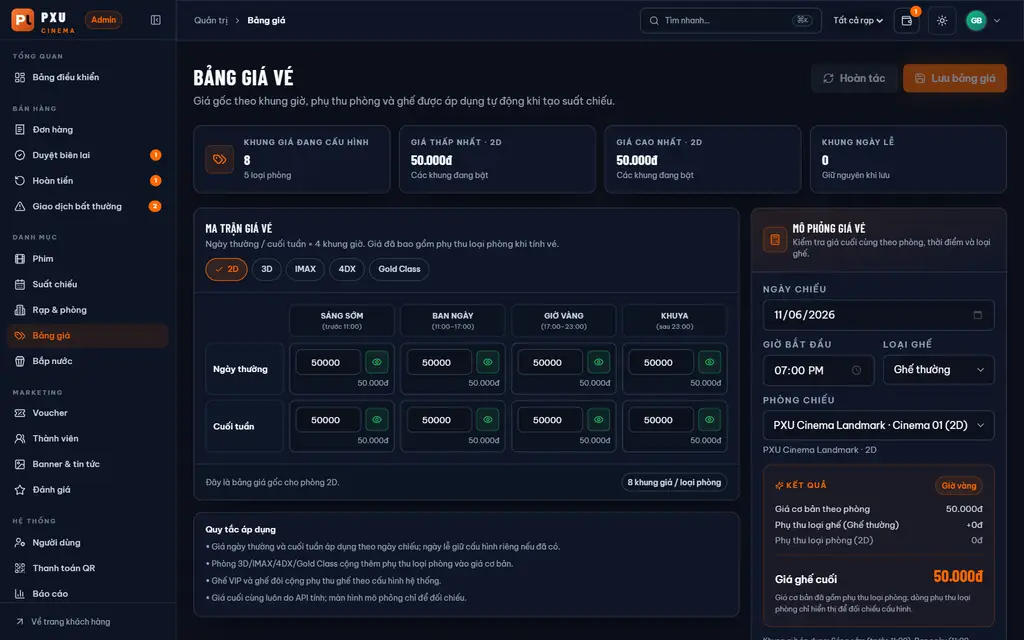 PXU
CINEMA
Admin
Quản trị > Bảng giá
Tìm nhanh...
⌘K
Tất cả rạp
1
GB
TỔNG QUAN
Bảng điều khiển
BÁN HÀNG
Đơn hàng
Duyệt biên lai 1
Hoàn tiền 1
Giao dịch bất thường 2
DANH MỤC
Phim
Suất chiếu
Rạp & phòng
Bảng giá
Bắp nước
MARKETING
Voucher
Thành viên
Banner & tin tức
Đánh giá
HỆ THỐNG
Người dùng
Thanh toán QR
Báo cáo
Về trang khách hàng
BẢNG GIÁ VÉ
Giá gốc theo khung giờ, phụ thu phòng và ghế được áp dụng tự động khi tạo suất chiếu.
Hoàn tác
Lưu bảng giá
KHUNG GIÁ ĐANG CẤU HÌNH
8
5 loại phòng
GIÁ THẤP NHẤT · 2D
50.000đ
Các khung đang bật
GIÁ CAO NHẤT · 2D
50.000đ
Các khung đang bật
KHUNG NGÀY LỄ
0
Giữ nguyên khi lưu
MA TRẬN GIÁ VÉ
Ngày thường / cuối tuần • 4 khung giờ. Giá đã bao gồm phụ thu loại phòng khi tính vé.
2D 3D IMAX 4DX Gold Class
SÁNG SỚM BAN NGÀY GIỜ VÀNG KHUYA
(trước 11:00) (11:00–17:00) (17:00–23:00) (sau 23:00)
Ngày thường 50000 50000 50000 50000
50.000đ 50.000đ 50.000đ 50.000đ
Cuối tuần 50000 50000 50000 50000
50.000đ 50.000đ 50.000đ 50.000đ
Đây là bảng giá gốc cho phòng 2D.
8 khung giá / loại phòng
Quy tắc áp dụng
• Giá ngày thường và cuối tuần áp dụng theo ngày chiếu; ngày lễ giữ cấu hình riêng nếu đã có.
• Phòng 3D/IMAX/4DX/Gold Class cộng thêm phụ thu loại phòng vào giá cơ bản.
• Ghế VIP và ghế đôi cộng phụ thu ghế theo cấu hình hệ thống.
• Giá cuối cùng luôn do API tính; màn hình mô phỏng chỉ để đối chiếu.
MÔ PHỎNG GIÁ VÉ
Kiểm tra giá cuối cùng theo phòng, thời điểm và loại
ghế.
NGÀY CHIẾU
11/06/2026
GIỜ BẮT ĐẦU LOẠI GHẾ
07:00 PM Ghế thường
PHÒNG CHIẾU
PXU Cinema Landmark · Cinema 01 (2D)
PXU Cinema Landmark · 2D
KẾT QUẢ Giờ vàng
Giá cơ bản theo phòng 50.000đ
Phụ thu loại ghế (Ghế thường) +0đ
Phụ thu loại phòng (2D) 0đ
Giá ghế cuối 50.000đ
Giá cơ bản đã gồm phụ thu loại phòng; dòng phụ thu loại
phòng chỉ hiển thị để đối chiếu cấu hình.